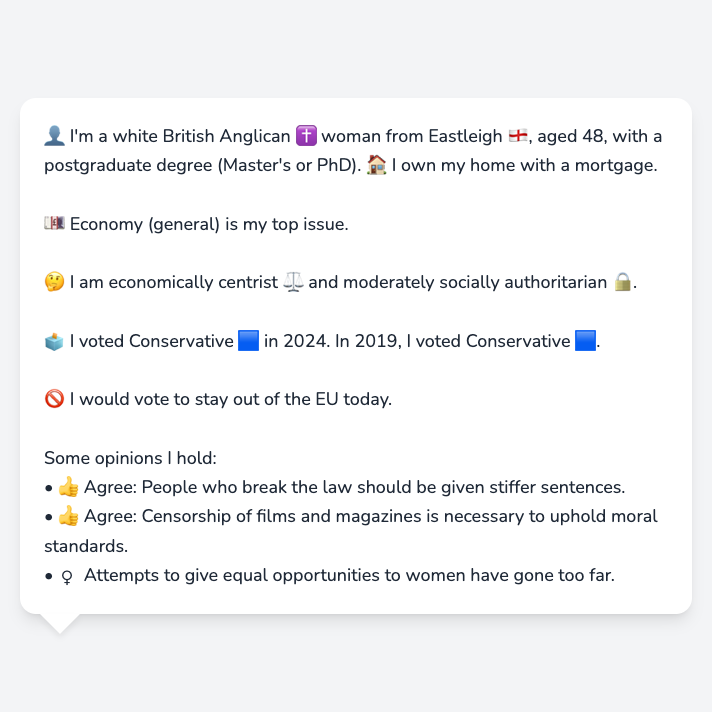 👤 I'm a white British Anglican ✝️ woman from Eastleigh 🏴󠁧󠁢󠁥󠁮󠁧󠁿, aged 48, with a
postgraduate degree (Master's or PhD). 🏠 I own my home with a mortgage.
💷 Economy (general) is my top issue.
🤔 I am economically centrist ⚖️ and moderately socially authoritarian 🔒.
🗳️ I voted Conservative 🟦 in 2024. In 2019, I voted Conservative 🟦.
🚫 I would vote to stay out of the EU today.
Some opinions I hold:
• 👍 Agree: People who break the law should be given stiffer sentences.
• 👍 Agree: Censorship of films and magazines is necessary to uphold moral
standards.
• ♀ Attempts to give equal opportunities to women have gone too far.